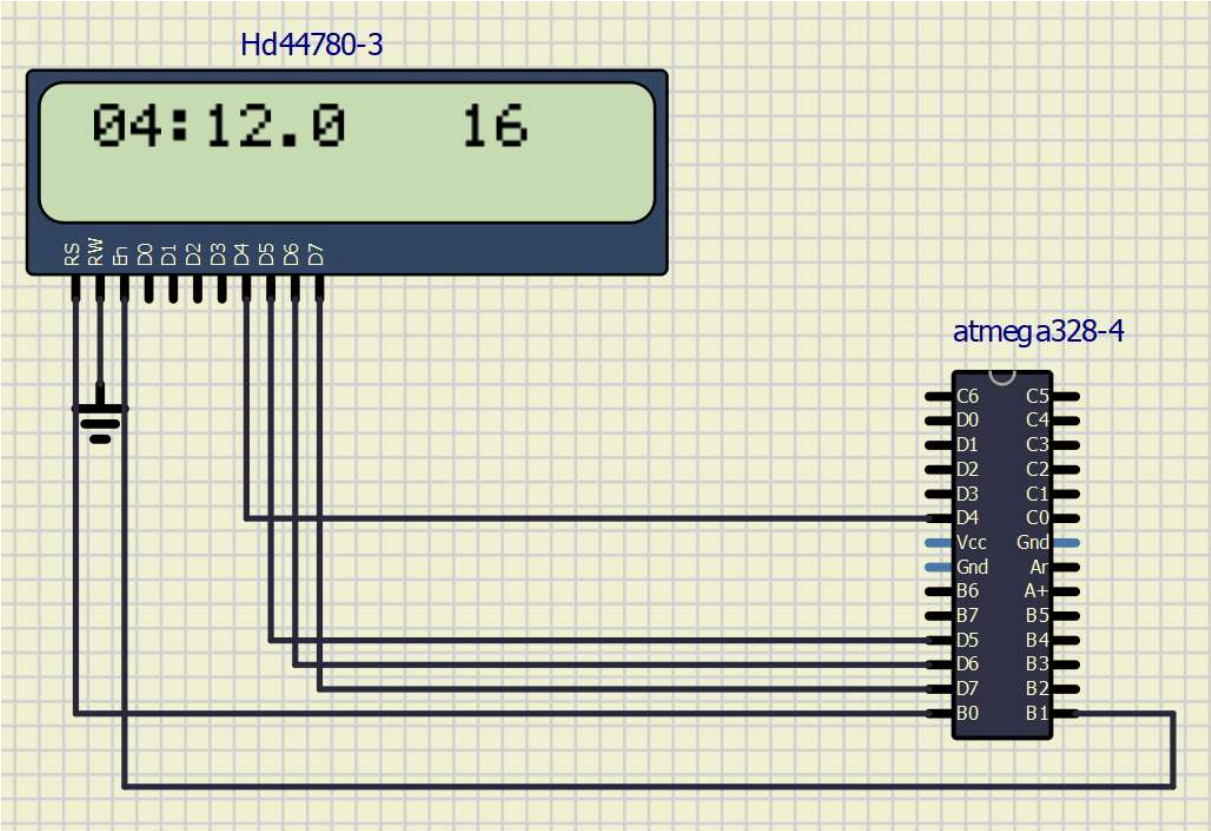 Hd44780-3
04:12.0 16
RS RW En D0 D1 D2 D3 D4 D5 D6 D7
atmega328-4
C6 C5
D0 C4
D1 C3
D2 C2
D3 C1
D4 C0
Vcc Gnd
Gnd Ar
B6 A+
B7 B5
D5 B4
D6 B3
D7 B2
B0 B1